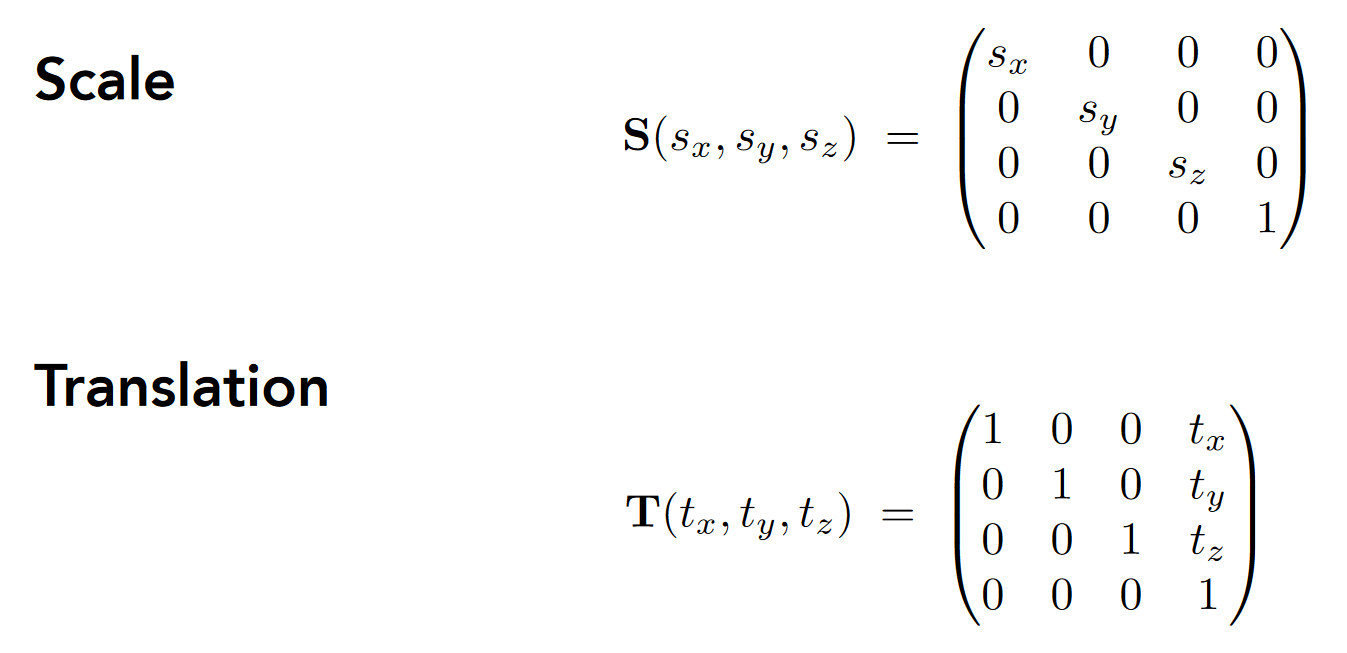 Scale
S(s_x, s_y, s_z) = 
( s_x 0 0 0 )
( 0 s_y 0 0 )
( 0 0 s_z 0 )
( 0 0 0 1 )
Translation
T(t_x, t_y, t_z) = 
( 1 0 0 t_x )
( 0 1 0 t_y )
( 0 0 1 t_z )
( 0 0 0 1 )